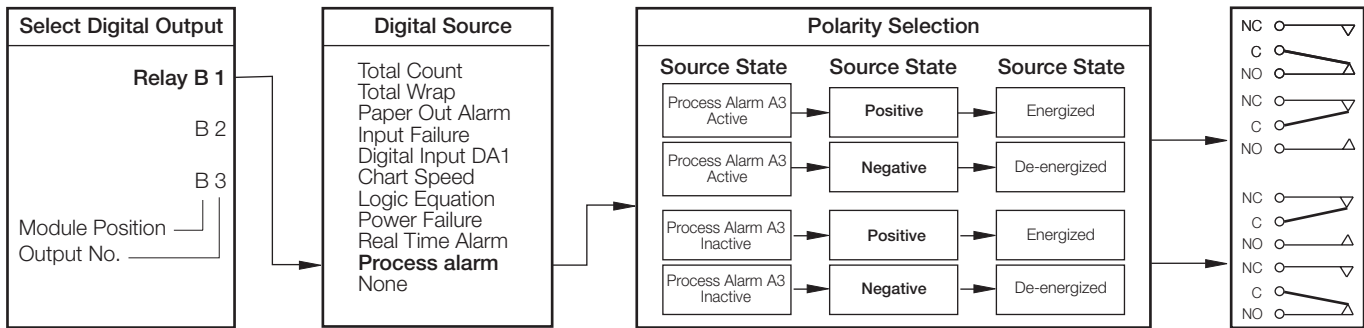 Select Digital Output
Relay B 1
B 2
B 3
Module Position
Output No.
Digital Source
Total Count
Total Wrap
Paper Out Alarm
Input Failure
Digital Input DA1
Chart Speed
Logic Equation
Power Failure
Real Time Alarm
Process alarm
None
Polarity Selection
Source State Source State Source State
Process Alarm A3
Active
Positive
Energized
Process Alarm A3
Active
Negative
De-energized
Process Alarm A3
Inactive
Positive
Energized
Process Alarm A3
Inactive
Negative
De-energized
NC
C
NO
NC
C
NO
NC
C
NO
NC
C
NO